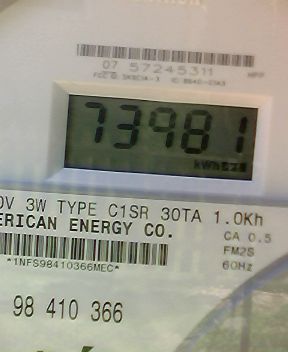 07 57245311 HPP
73981
kWh
V 3W TYPE C1SR 30TA 1.0Kh
ERICAN ENERGY CO.
CA 0.5
FM2S
*1NFS98410366MEC*
60Hz
98 410 366